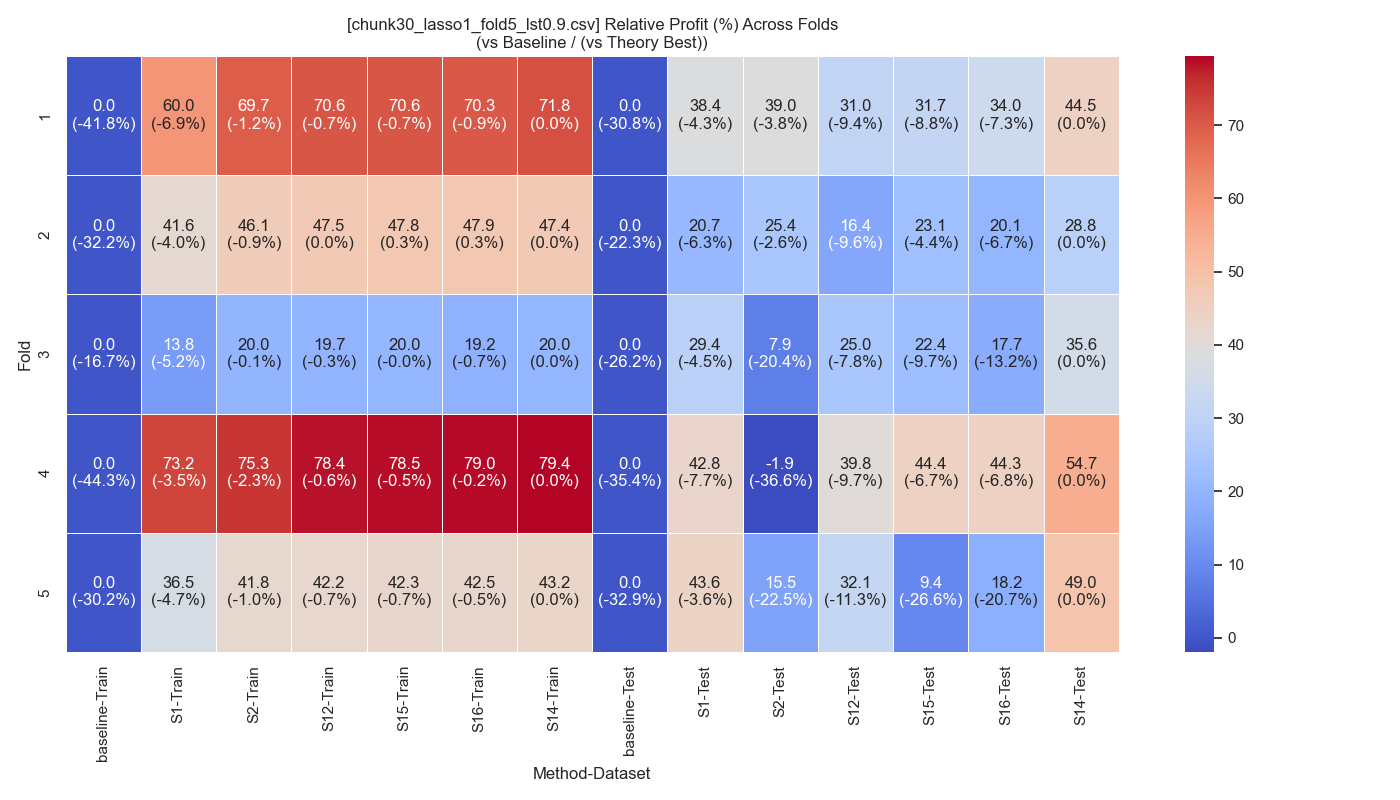 [chunk30_lasso1_fold5_lst0.9.csv] Relative Profit (%) Across Folds
(vs Baseline / (vs Theory Best))
Fold
1
0.0 60.0 69.7 70.6 70.6 70.3 71.8 0.0 38.4 39.0 31.0 31.7 34.0 44.5
(-41.8%) (-6.9%) (-1.2%) (-0.7%) (-0.7%) (-0.9%) (0.0%) (-30.8%) (-4.3%) (-3.8%) (-9.4%) (-8.8%) (-7.3%) (0.0%)
2
0.0 41.6 46.1 47.5 47.8 47.9 47.4 0.0 20.7 25.4 16.4 23.1 20.1 28.8
(-32.2%) (-4.0%) (-0.9%) (0.0%) (0.3%) (0.3%) (0.0%) (-22.3%) (-6.3%) (-2.6%) (-9.6%) (-4.4%) (-6.7%) (0.0%)
3
0.0 13.8 20.0 19.7 20.0 19.2 20.0 0.0 29.4 7.9 25.0 22.4 17.7 35.6
(-16.7%) (-5.2%) (-0.1%) (-0.3%) (-0.0%) (-0.7%) (0.0%) (-26.2%) (-4.5%) (-20.4%) (-7.8%) (-9.7%) (-13.2%) (0.0%)
4
0.0 73.2 75.3 78.4 78.5 79.0 79.4 0.0 42.8 -1.9 39.8 44.4 44.3 54.7
(-44.3%) (-3.5%) (-2.3%) (-0.6%) (-0.5%) (-0.2%) (0.0%) (-35.4%) (-7.7%) (-36.6%) (-9.7%) (-6.7%) (-6.8%) (0.0%)
5
0.0 36.5 41.8 42.2 42.3 42.5 43.2 0.0 43.6 15.5 32.1 9.4 18.2 49.0
(-30.2%) (-4.7%) (-1.0%) (-0.7%) (-0.7%) (-0.5%) (0.0%) (-32.9%) (-3.6%) (-22.5%) (-11.3%) (-26.6%) (-20.7%) (0.0%)
baseline-Train
S1-Train
S2-Train
S12-Train
S15-Train
S16-Train
S14-Train
baseline-Test
S1-Test
S2-Test
S12-Test
S15-Test
S16-Test
S14-Test
Method-Dataset
70
60
50
40
30
20
10
0